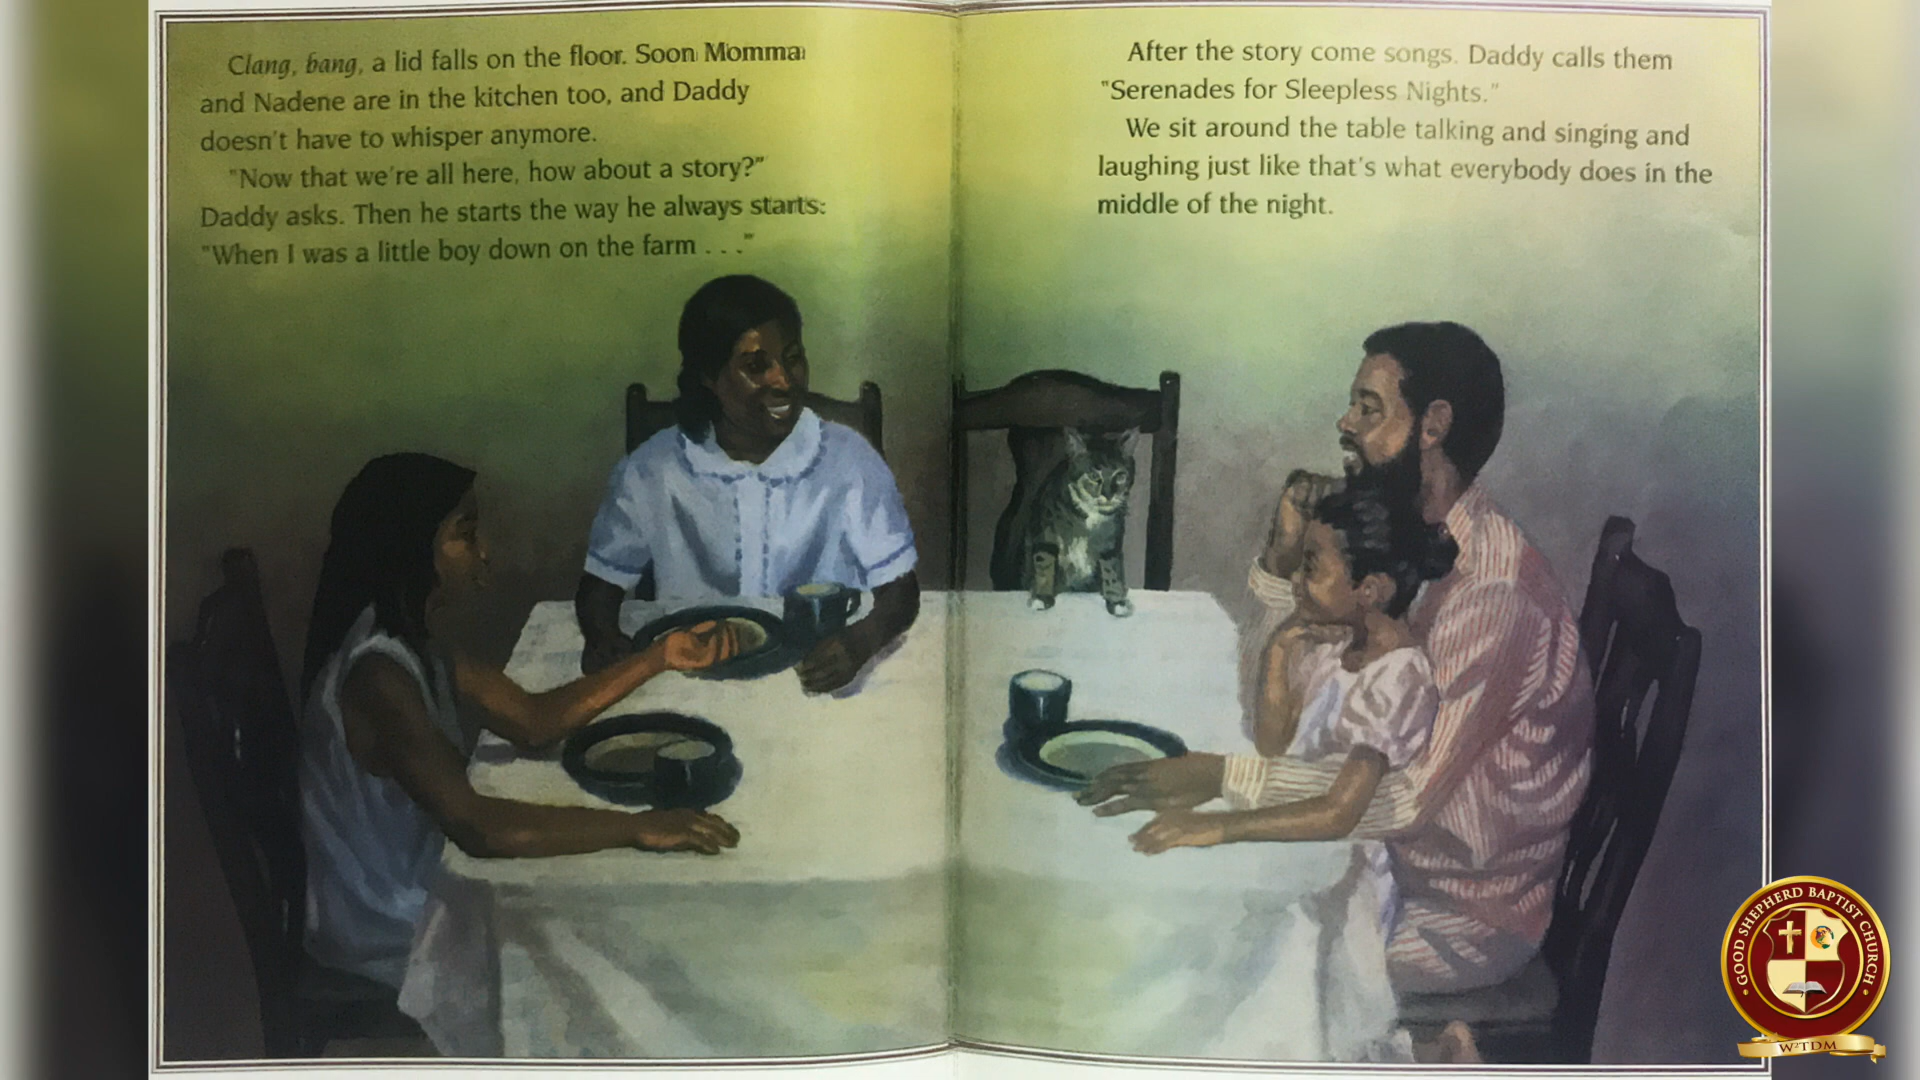 Clang, bang, a lid falls on the floor. Soon Momma
and Nadene are in the kitchen too, and Daddy
doesn't have to whisper anymore.
"Now that we're all here, how about a story?"
Daddy asks. Then he starts the way he always starts:
"When I was a little boy down on the farm . . ."
After the story come songs. Daddy calls them
"Serenades for Sleepless Nights."
We sit around the table talking and singing and
laughing just like that's what everybody does in the
middle of the night.
GOOD SHEPHERD BAPTIST CHURCH
W²TDM